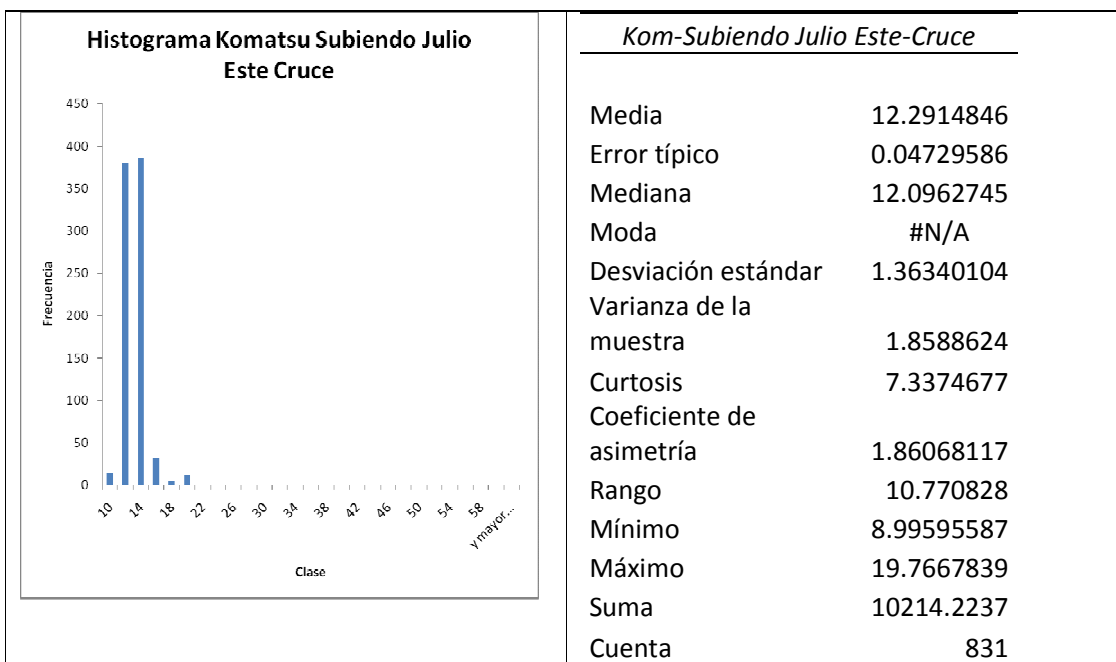 Histograma Komatsu Subiendo Julio
Este Cruce
450
400
350
300
250
200
150
100
50
0
Frecuencia
10
14
18
22
26
30
34
38
42
46
50
54
58
y mayor...
Clase
Kom-Subiendo Julio Este-Cruce
Media 12.2914846
Error típico 0.04729586
Mediana 12.0962745
Moda #N/A
Desviación estándar 1.36340104
Varianza de la
muestra 1.8588624
Curtosis 7.3374677
Coeficiente de
asimetría 1.86068117
Rango 10.770828
Mínimo 8.99595587
Máximo 19.7667839
Suma 10214.2237
Cuenta 831